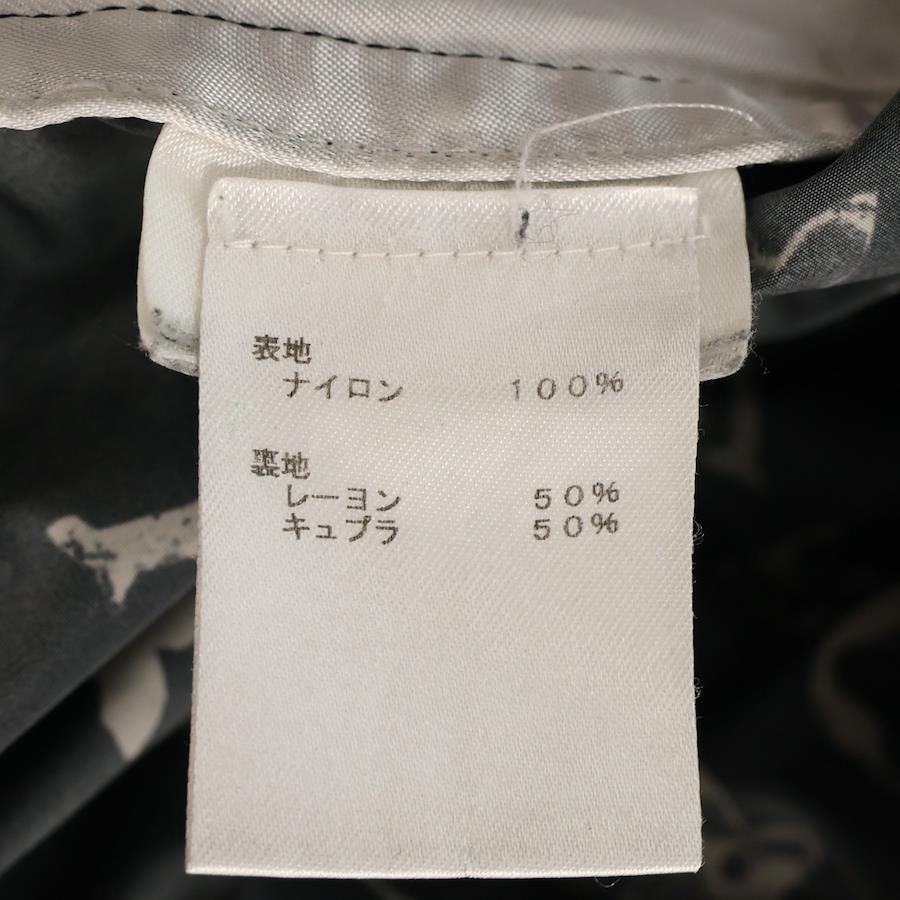 表地
ナイロン 100%
裏地
レーヨン 50%
キュプラ 50%